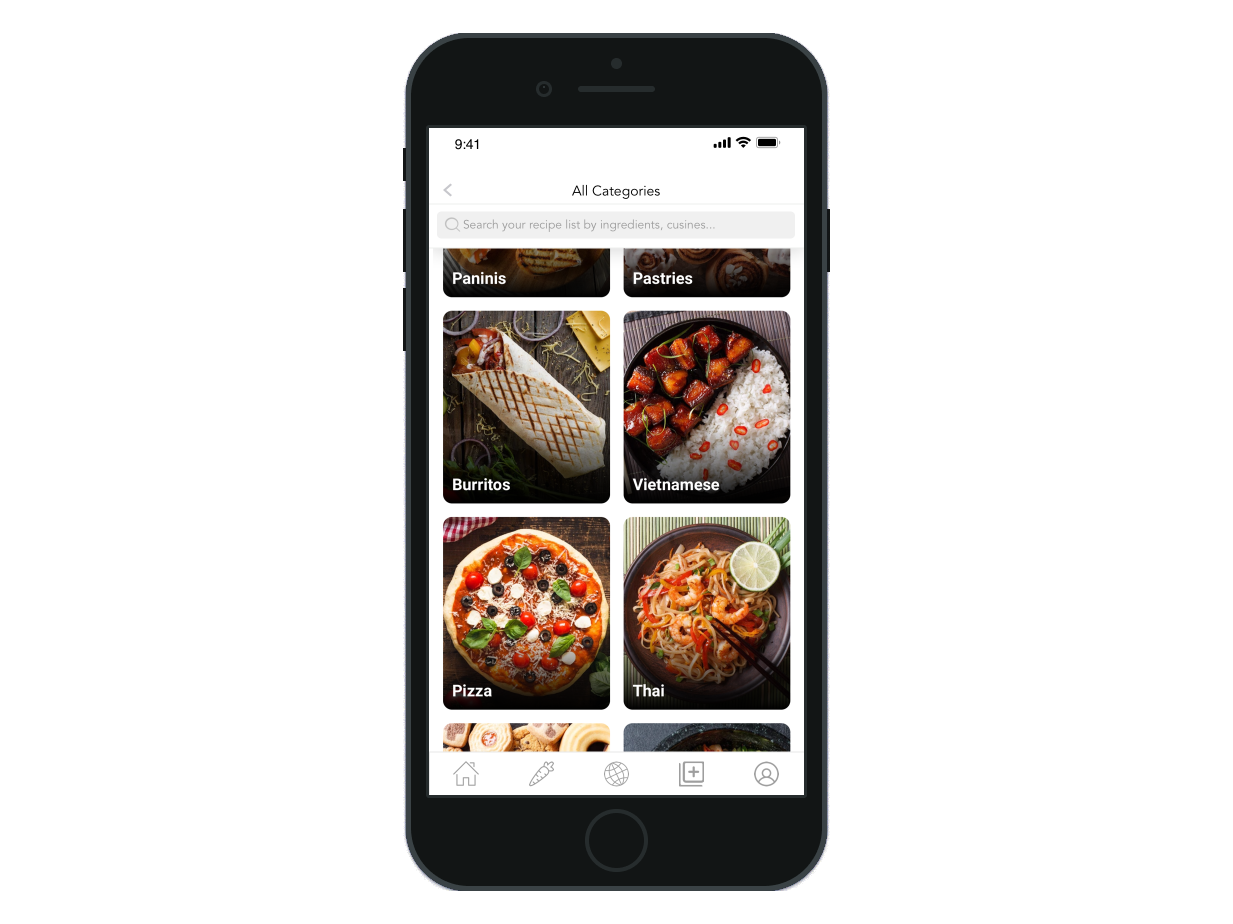 9:41
All Categories
Search your recipe list by ingredients, cusines...
Paninis
Pastries
Burritos
Vietnamese
Pizza
Thai